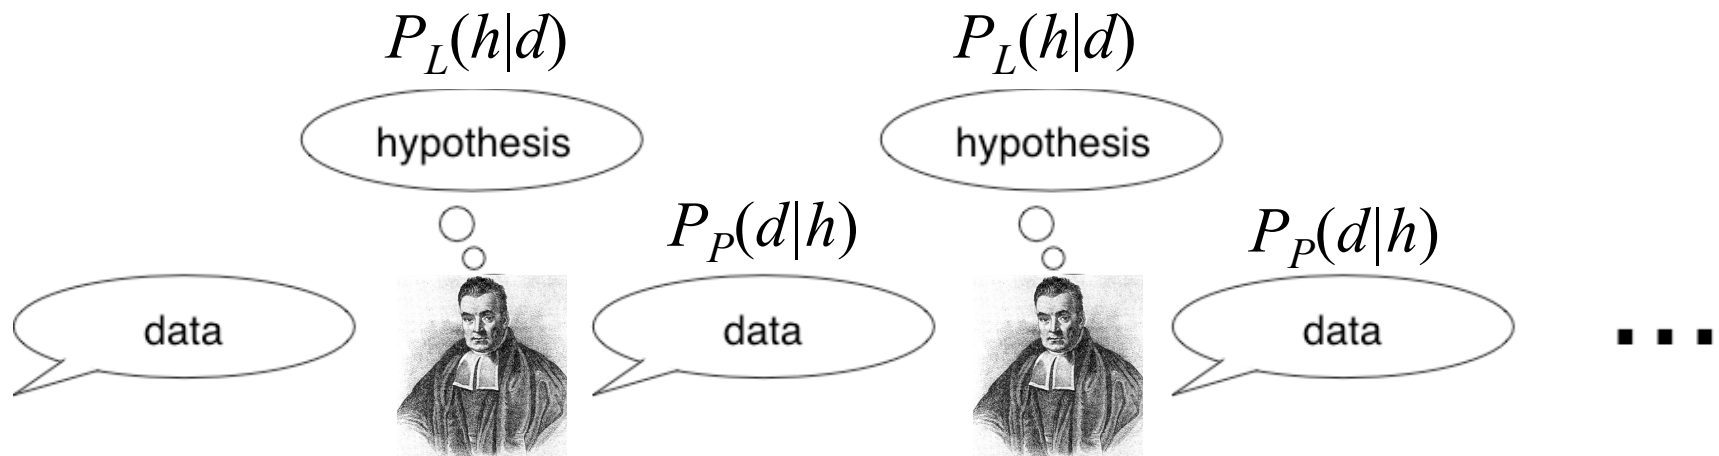 P_L(h|d) P_L(h|d)
hypothesis hypothesis
P_P(d|h) P_P(d|h)
data data data ...